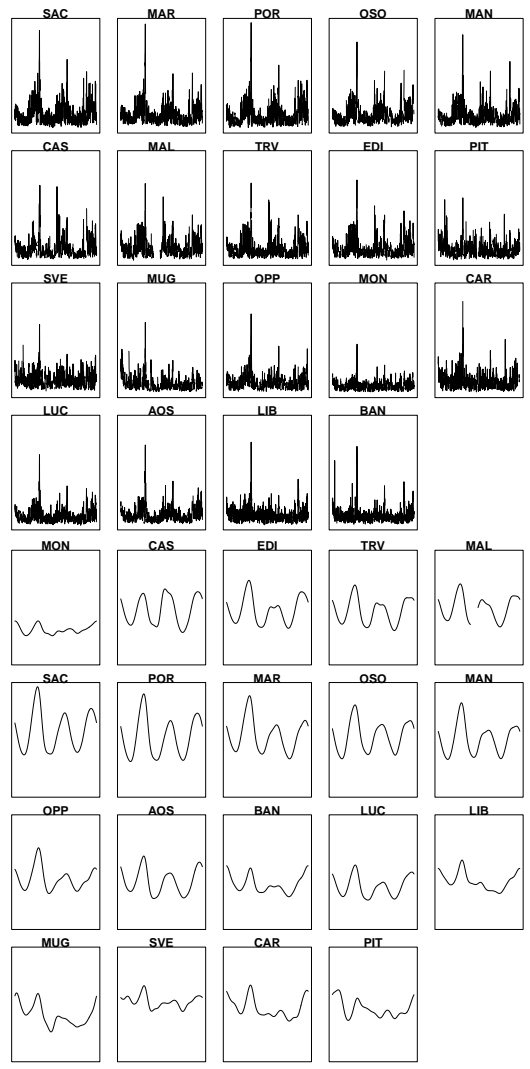 SAC MAR POR OSO MAN
CAS MAL TRV EDI PIT
SVE MUG OPP MON CAR
LUC AOS LIB BAN
MON CAS EDI TRV MAL
SAC POR MAR OSO MAN
OPP AOS BAN LUC LIB
MUG SVE CAR PIT